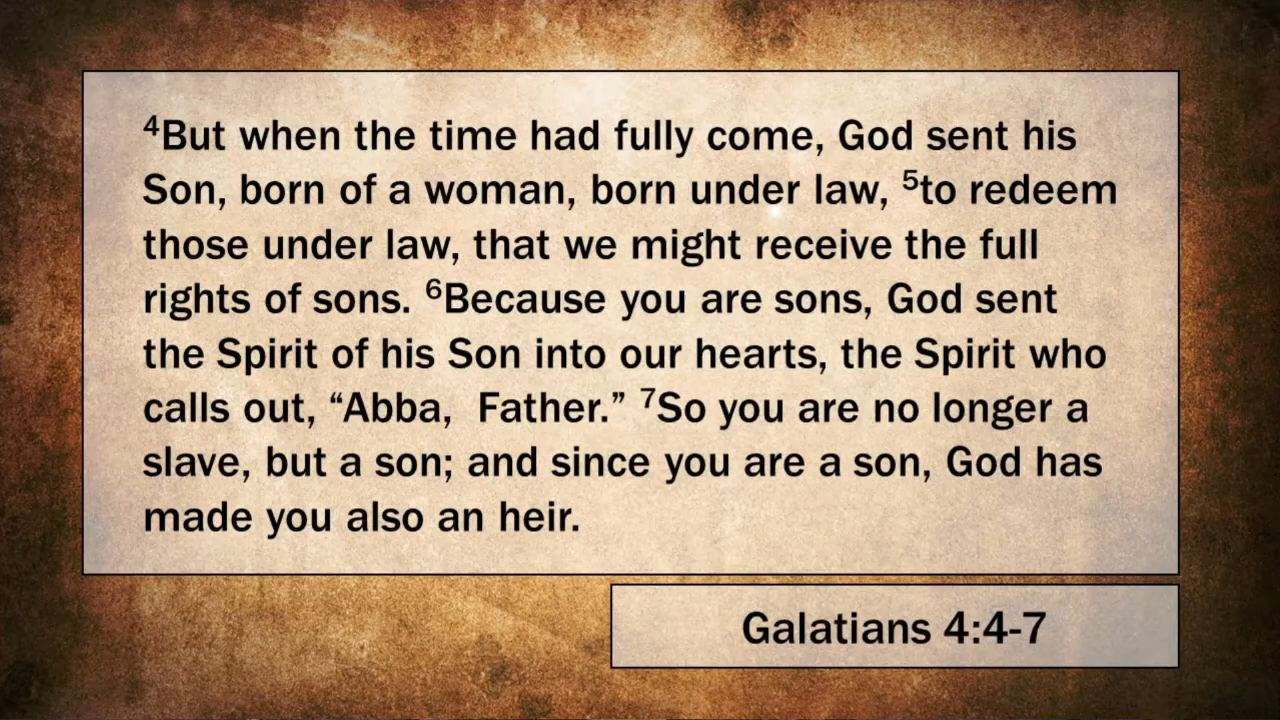 ⁴But when the time had fully come, God sent his
Son, born of a woman, born under law, ⁵to redeem
those under law, that we might receive the full
rights of sons. ⁶Because you are sons, God sent
the Spirit of his Son into our hearts, the Spirit who
calls out, “Abba,  Father.” ⁷So you are no longer a
slave, but a son; and since you are a son, God has
made you also an heir.
Galatians 4:4-7